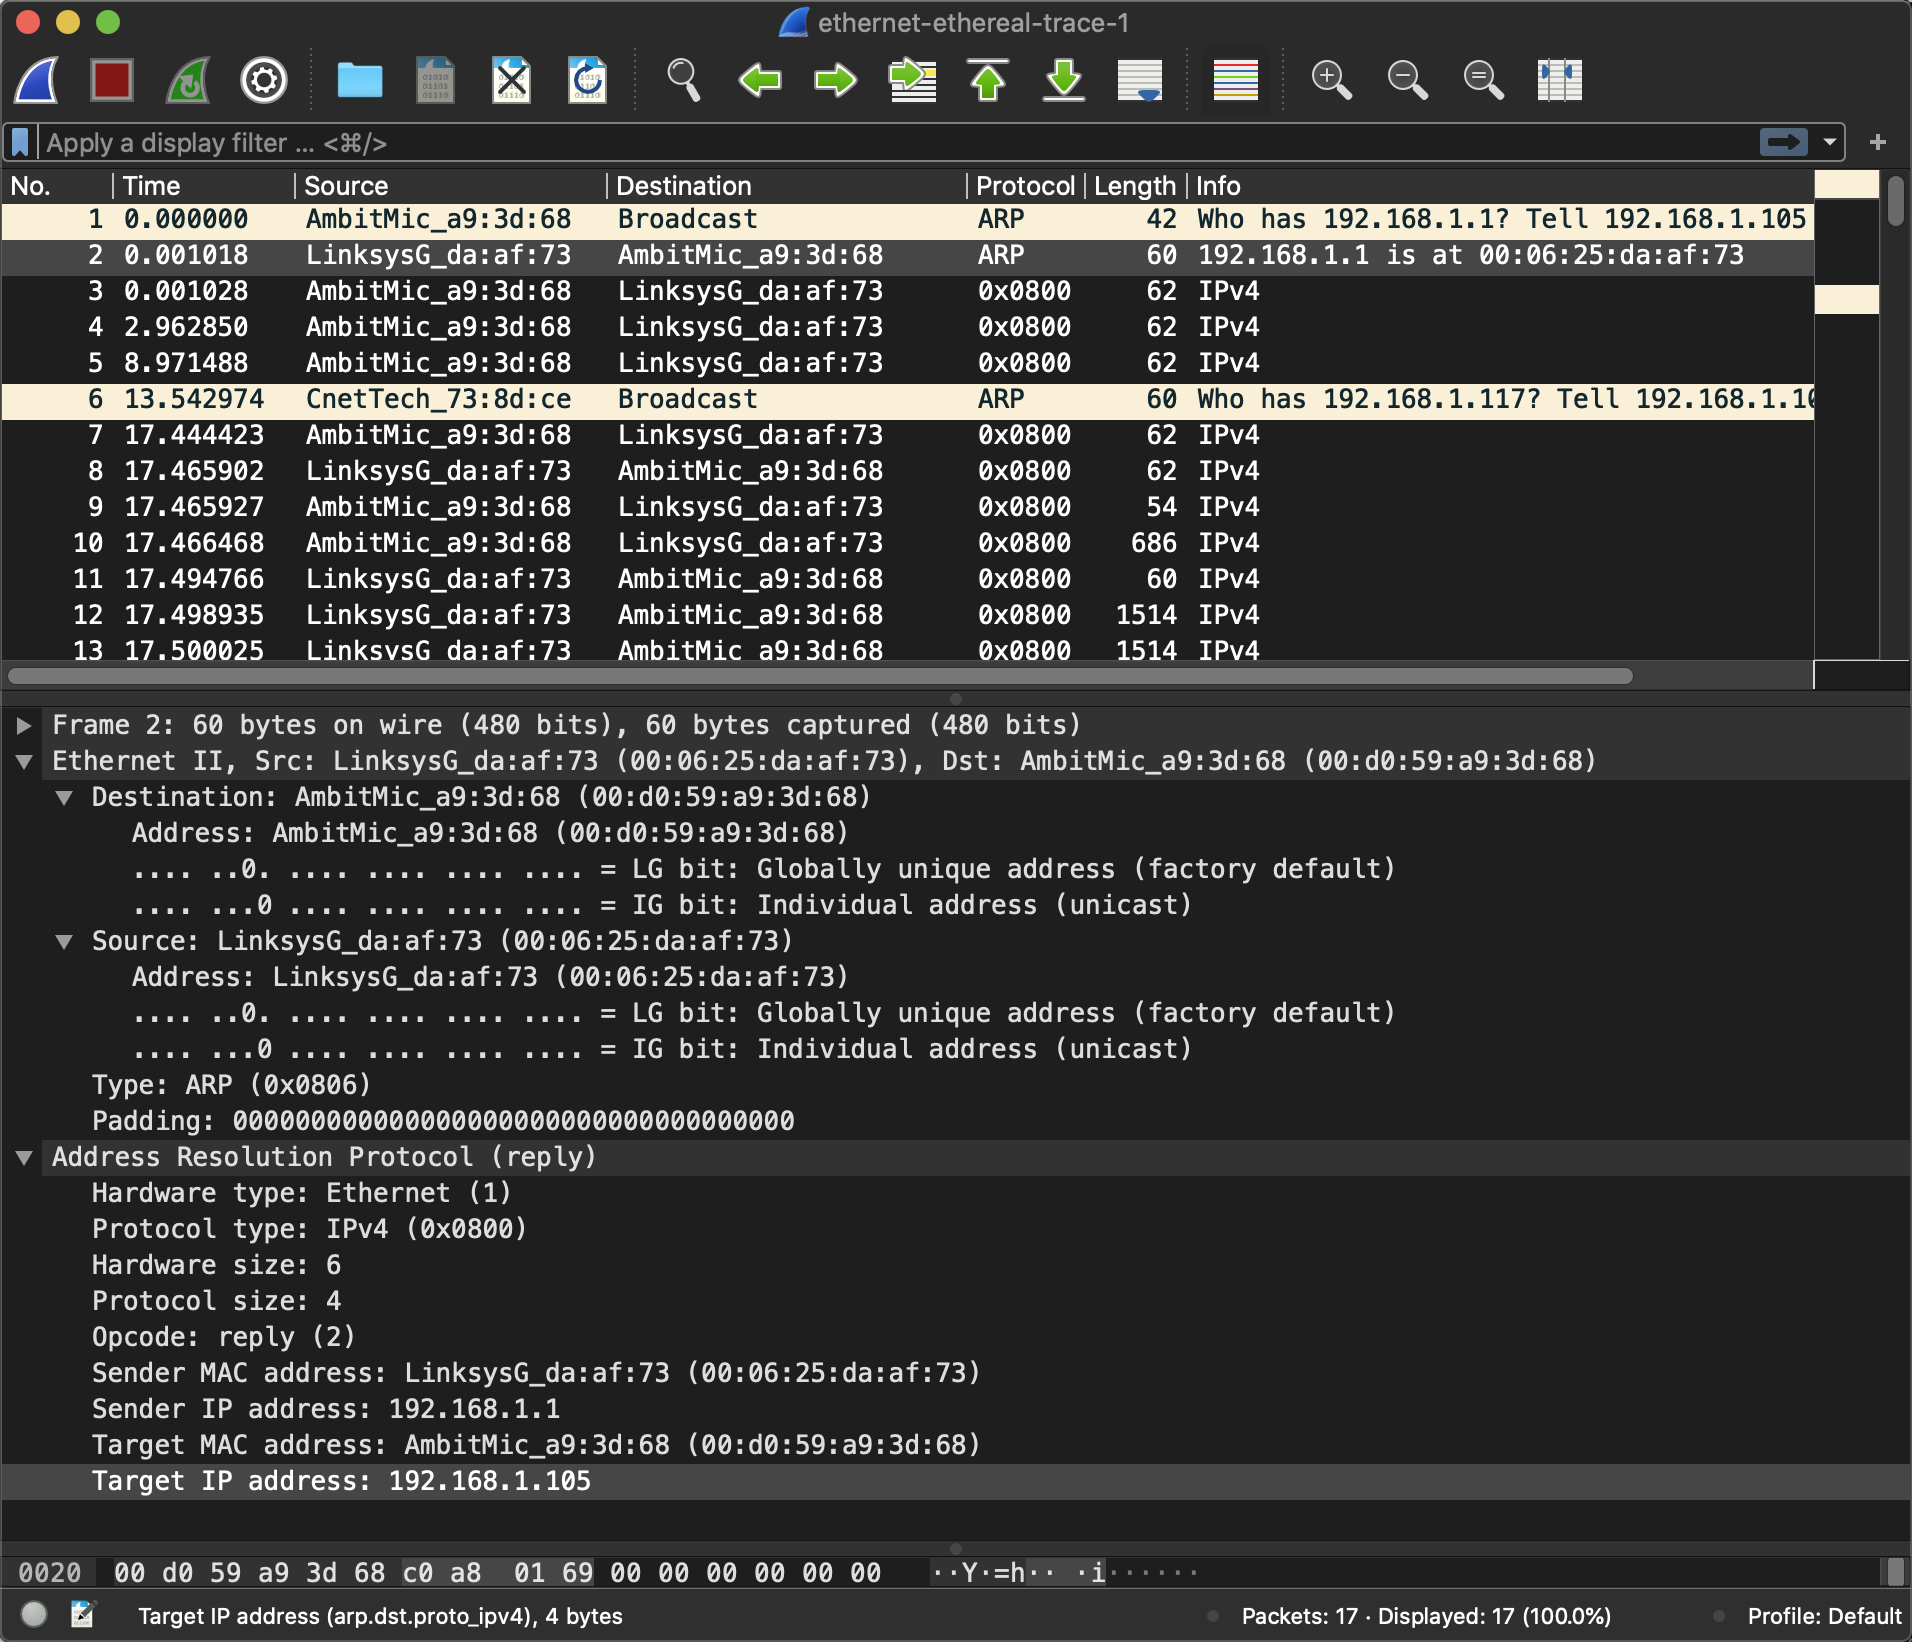 ethernet-ethereal-trace-1
Apply a display filter ... <⌘/>
No. Time Source Destination Protocol Length Info
1 0.000000 AmbitMic_a9:3d:68 Broadcast ARP 42 Who has 192.168.1.1? Tell 192.168.1.105
2 0.001018 LinksysG_da:af:73 AmbitMic_a9:3d:68 ARP 60 192.168.1.1 is at 00:06:25:da:af:73
3 0.001028 AmbitMic_a9:3d:68 LinksysG_da:af:73 0x0800 62 IPv4
4 2.962850 AmbitMic_a9:3d:68 LinksysG_da:af:73 0x0800 62 IPv4
5 8.971488 AmbitMic_a9:3d:68 LinksysG_da:af:73 0x0800 62 IPv4
6 13.542974 CnetTech_73:8d:ce Broadcast ARP 60 Who has 192.168.1.117? Tell 192.168.1.10
7 17.444423 AmbitMic_a9:3d:68 LinksysG_da:af:73 0x0800 62 IPv4
8 17.465902 LinksysG_da:af:73 AmbitMic_a9:3d:68 0x0800 62 IPv4
9 17.465927 AmbitMic_a9:3d:68 LinksysG_da:af:73 0x0800 54 IPv4
10 17.466468 AmbitMic_a9:3d:68 LinksysG_da:af:73 0x0800 686 IPv4
11 17.494766 LinksysG_da:af:73 AmbitMic_a9:3d:68 0x0800 60 IPv4
12 17.498935 LinksysG_da:af:73 AmbitMic_a9:3d:68 0x0800 1514 IPv4
13 17.500025 LinksysG_da:af:73 AmbitMic_a9:3d:68 0x0800 1514 IPv4
Frame 2: 60 bytes on wire (480 bits), 60 bytes captured (480 bits)
Ethernet II, Src: LinksysG_da:af:73 (00:06:25:da:af:73), Dst: AmbitMic_a9:3d:68 (00:d0:59:a9:3d:68)
Destination: AmbitMic_a9:3d:68 (00:d0:59:a9:3d:68)
Address: AmbitMic_a9:3d:68 (00:d0:59:a9:3d:68)
.... ..0. .... .... .... .... = LG bit: Globally unique address (factory default)
.... ...0 .... .... .... .... = IG bit: Individual address (unicast)
Source: LinksysG_da:af:73 (00:06:25:da:af:73)
Address: LinksysG_da:af:73 (00:06:25:da:af:73)
.... ..0. .... .... .... .... = LG bit: Globally unique address (factory default)
.... ...0 .... .... .... .... = IG bit: Individual address (unicast)
Type: ARP (0x0806)
Padding: 000000000000000000000000000000000000
Address Resolution Protocol (reply)
Hardware type: Ethernet (1)
Protocol type: IPv4 (0x0800)
Hardware size: 6
Protocol size: 4
Opcode: reply (2)
Sender MAC address: LinksysG_da:af:73 (00:06:25:da:af:73)
Sender IP address: 192.168.1.1
Target MAC address: AmbitMic_a9:3d:68 (00:d0:59:a9:3d:68)
Target IP address: 192.168.1.105
0020 00 d0 59 a9 3d 68 c0 a8 01 69 00 00 00 00 00 00 ··Y·=h·· ·i······
Target IP address (arp.dst.proto_ipv4), 4 bytes Packets: 17 · Displayed: 17 (100.0%) Profile: Default